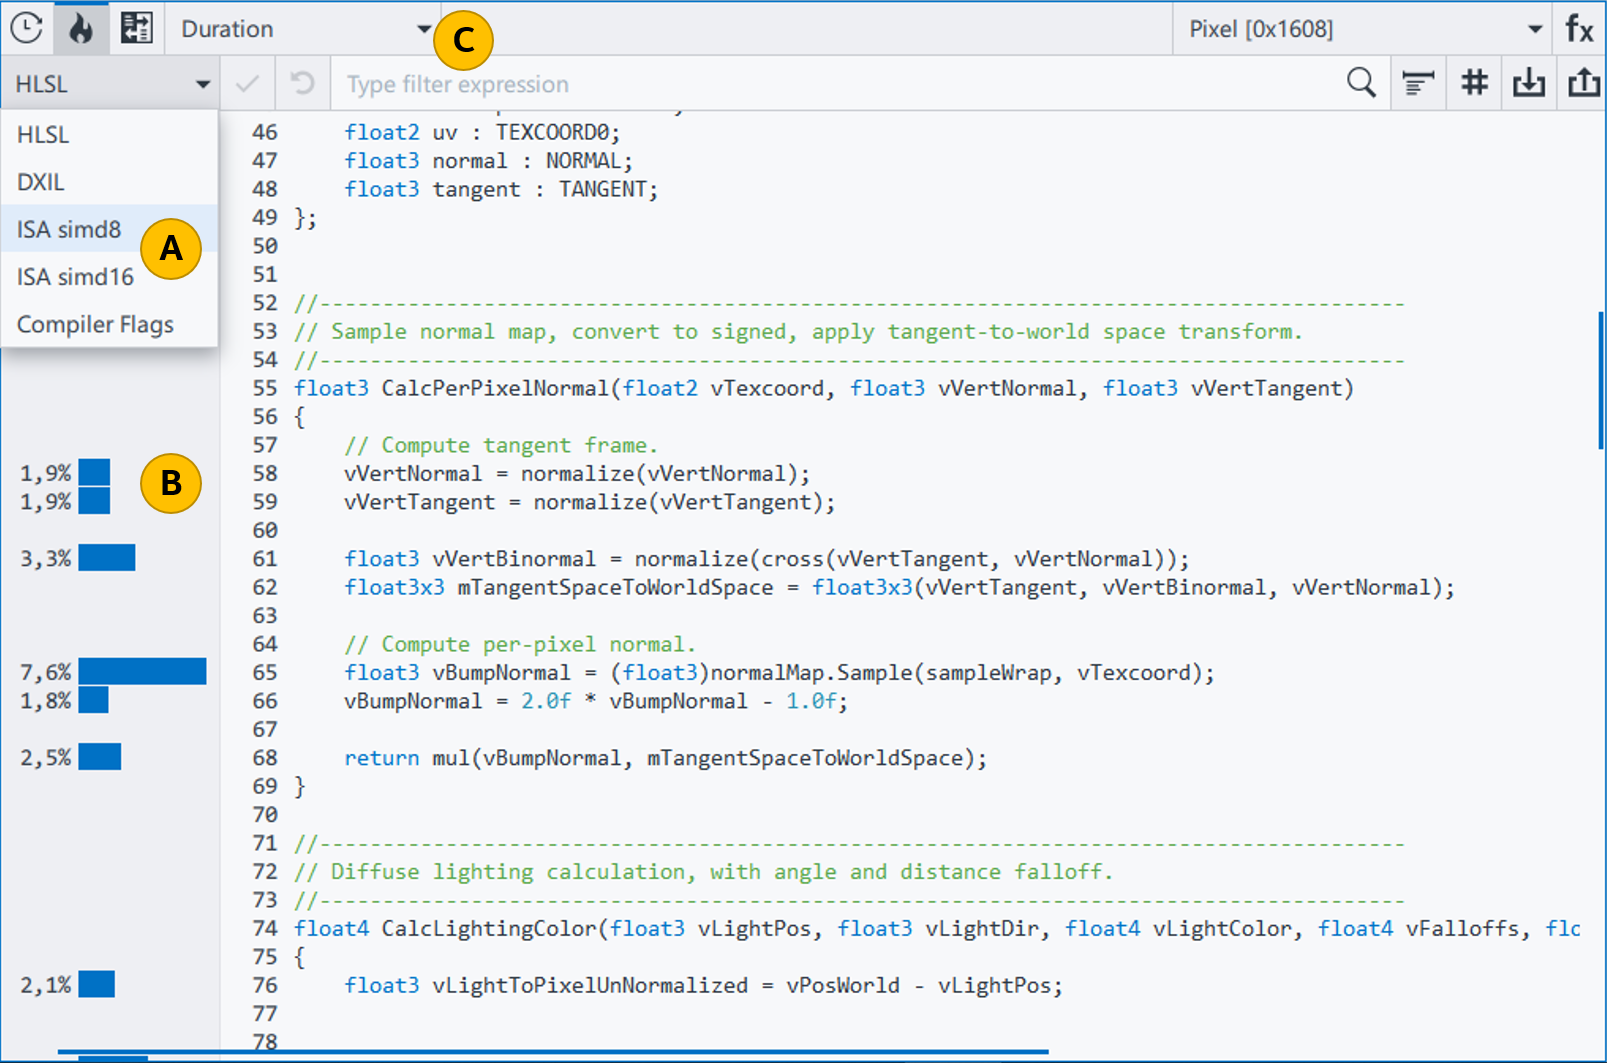 Duration
C
Pixel [0x1608]
fx
HLSL
Type filter expression
#
HLSL
DXIL
ISA simd8
A
ISA simd16
Compiler Flags
46 float2 uv : TEXCOORD0;
47 float3 normal : NORMAL;
48 float3 tangent : TANGENT;
49 };
50
51
52 //--------------------------------------------------------------------------------------
53 // Sample normal map, convert to signed, apply tangent-to-world space transform.
54 //--------------------------------------------------------------------------------------
55 float3 CalcPerPixelNormal(float2 vTexcoord, float3 vVertNormal, float3 vVertTangent)
56 {
57 // Compute tangent frame.
1,9% B 58 vVertNormal = normalize(vVertNormal);
1,9% 59 vVertTangent = normalize(vVertTangent);
60
3,3% 61 float3 vVertBinormal = normalize(cross(vVertTangent, vVertNormal));
62 float3x3 mTangentSpaceToWorldSpace = float3x3(vVertTangent, vVertBinormal, vVertNormal);
63
64 // Compute per-pixel normal.
7,6% 65 float3 vBumpNormal = (float3)normalMap.Sample(sampleWrap, vTexcoord);
1,8% 66 vBumpNormal = 2.0f * vBumpNormal - 1.0f;
67
2,5% 68 return mul(vBumpNormal, mTangentSpaceToWorldSpace);
69 }
70
71 //--------------------------------------------------------------------------------------
72 // Diffuse lighting calculation, with angle and distance falloff.
73 //--------------------------------------------------------------------------------------
74 float4 CalcLightingColor(float3 vLightPos, float3 vLightDir, float4 vLightColor, float4 vFalloffs, flc
75 {
2,1% 76 float3 vLightToPixelUnNormalized = vPosWorld - vLightPos;
77
78